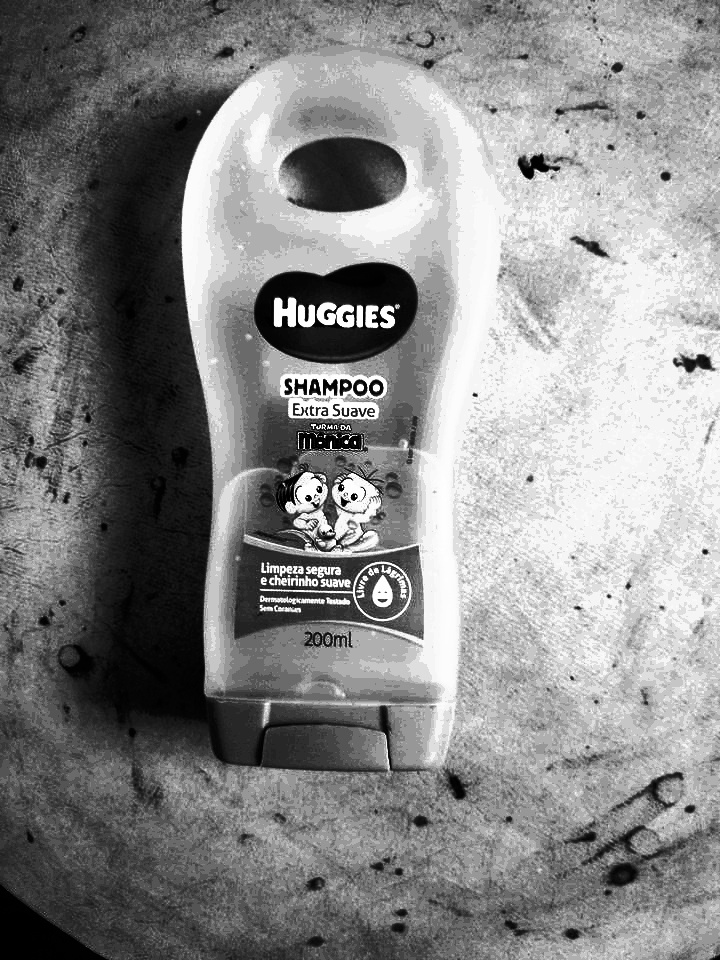 HUGGIES®
SHAMPOO
Extra Suave
TURMA DA
Mônica
Limpeza segura
e cheirinho suave
Dermatologicamente Testado
Sem Corantes
Livre de Lágrimas
200ml